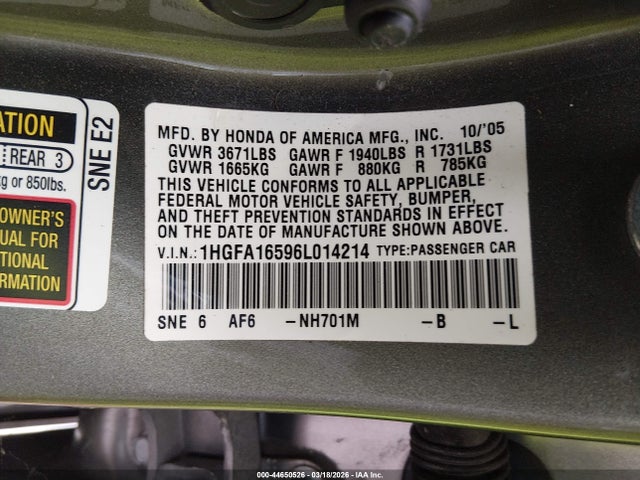 ATION
REAR 3
kg or 850lbs.
SNE E2
OWNER'S
UAL FOR
TIONAL
RMATION
MFD. BY HONDA OF AMERICA MFG., INC. 10/'05
GVWR 3671LBS GAWR F 1940LBS R 1731LBS
GVWR 1665KG GAWR F 880KG R 785KG
THIS VEHICLE CONFORMS TO ALL APPLICABLE
FEDERAL MOTOR VEHICLE SAFETY, BUMPER,
AND THEFT PREVENTION STANDARDS IN EFFECT
ON THE DATE OF MANUFACTURE SHOWN ABOVE.
V.I.N.: 1HGFA16596L014214 TYPE:PASSENGER CAR
SNE 6 AF6 -NH701M -B -L
000-44650526 - 03/18/2026 - IAA Inc.